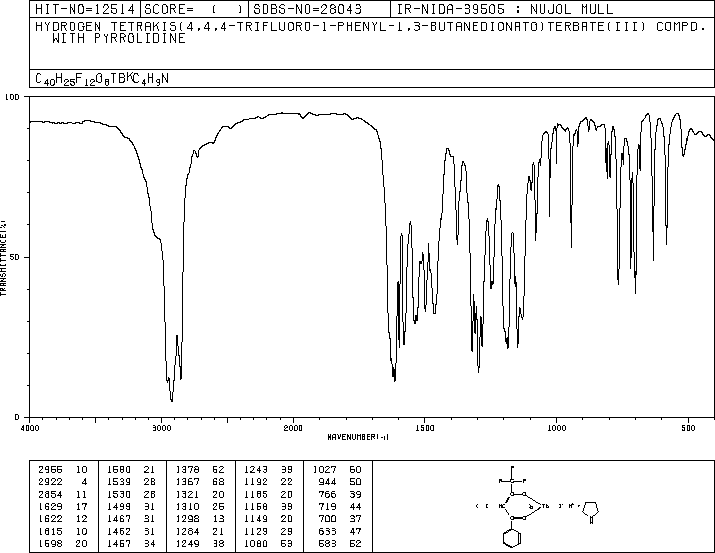 HIT-NO=12514 SCORE= ( ) SDBS-NO=28043 IR-NIDA-39505 : NUJOL MULL
HYDROGEN TETRAKIS(4,4,4-TRIFLUORO-1-PHENYL-1,3-BUTANEDIONATO)TERBATE(III) COMPD.
WITH PYRROLIDINE
C40H25F12O8TBKC4H9N
100
50
0
TRANSMITTANCE(%)
4000 3000 2000 1500 1000 500
WAVENUMBER(-1)
2966 10 1580 21 1378 52 1243 39 1027 60
2922 4 1539 28 1367 68 1192 22 944 50
2854 11 1530 28 1321 20 1185 20 766 39
1629 17 1499 31 1310 25 1158 39 719 44
1622 12 1467 31 1298 13 1149 20 700 37
1615 10 1462 31 1284 21 1129 29 633 47
1598 20 1457 34 1249 38 1080 53 583 52